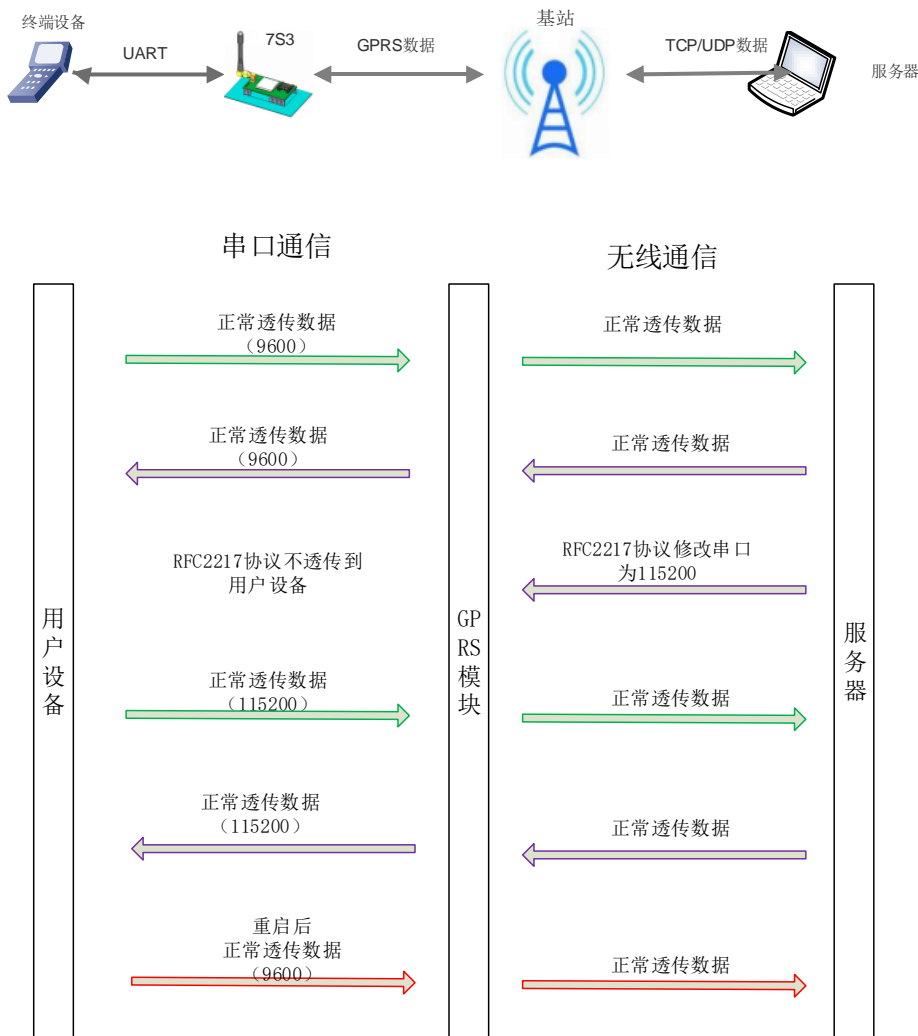 终端设备
UART
7S3
GPRS数据
基站
TCP/UDP数据
服务器
串口通信
无线通信
正常透传数据
（9600）
正常透传数据
正常透传数据
（9600）
正常透传数据
RFC2217协议不透传到
用户设备
RFC2217协议修改串口
为115200
用户设备
GPRS模块
服务器
正常透传数据
（115200）
正常透传数据
正常透传数据
（115200）
正常透传数据
重启后
正常透传数据
（9600）
正常透传数据